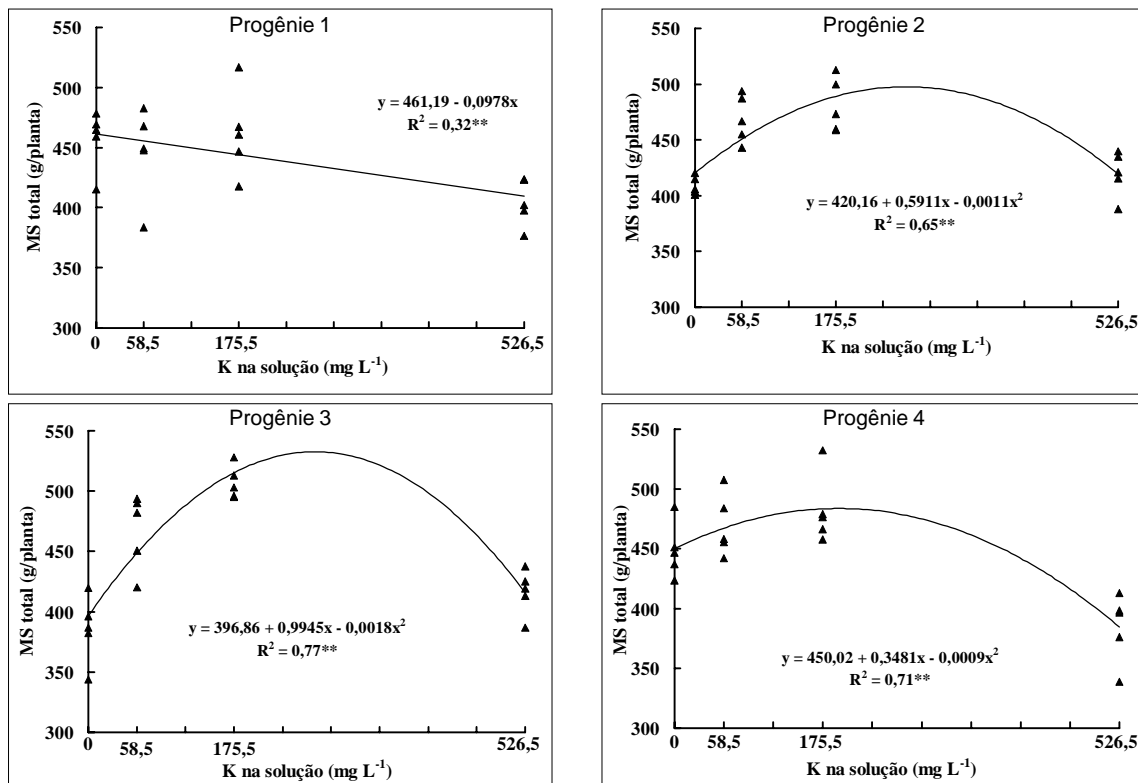 Progênie 1
550
500
450
400
350
300
MS total (g/planta)
y = 461,19 - 0,0978x
R² = 0,32**
0 58,5 175,5 526,5
K na solução (mg L⁻¹)
Progênie 2
550
500
450
400
350
300
MS total (g/planta)
y = 420,16 + 0,5911x - 0,0011x²
R² = 0,65**
0 58,5 175,5 526,5
K na solução (mg L⁻¹)
Progênie 3
550
500
450
400
350
300
MS total (g/planta)
y = 396,86 + 0,9945x - 0,0018x²
R² = 0,77**
0 58,5 175,5 526,5
K na solução (mg L⁻¹)
Progênie 4
550
500
450
400
350
300
MS total (g/planta)
y = 450,02 + 0,3481x - 0,0009x²
R² = 0,71**
0 58,5 175,5 526,5
K na solução (mg L⁻¹)